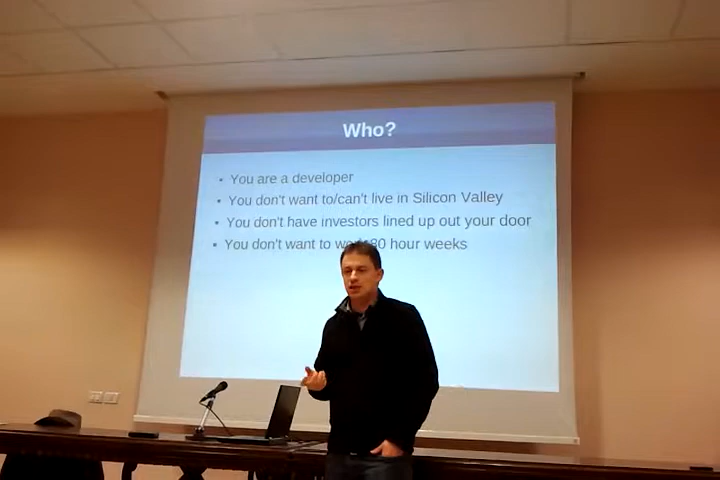 Who?
• You are a developer
• You don't want to/can't live in Silicon Valley
• You don't have investors lined up out your door
• You don't want to 80 hour weeks